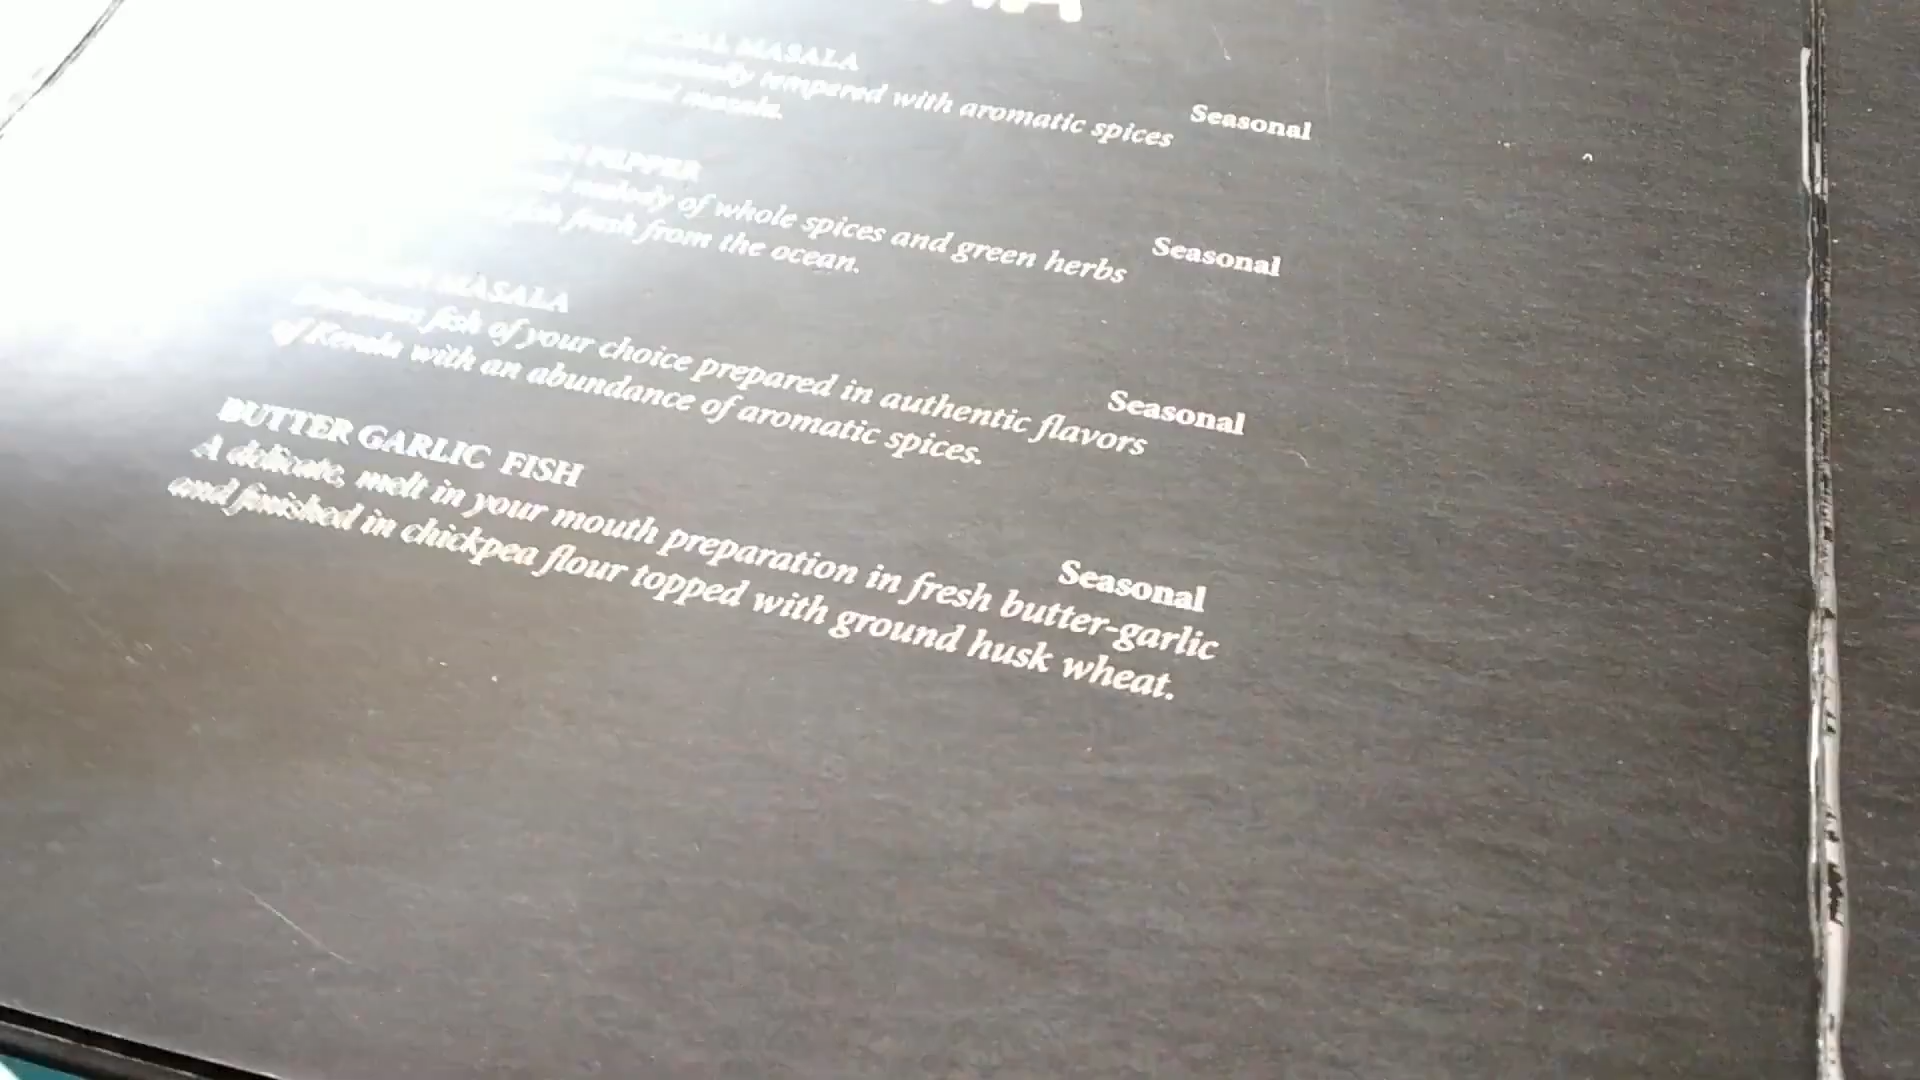 MASALA
tempered with aromatic spices
Seasonal
masala.
PEPPER
melody of whole spices and green herbs
Seasonal
fish fresh from the ocean.
MASALA
Delicious fish of your choice prepared in authentic flavors
Seasonal
of Kerala with an abundance of aromatic spices.
BUTTER GARLIC FISH
Seasonal
A delicate, melt in your mouth preparation in fresh butter-garlic
and finished in chickpea flour topped with ground husk wheat.